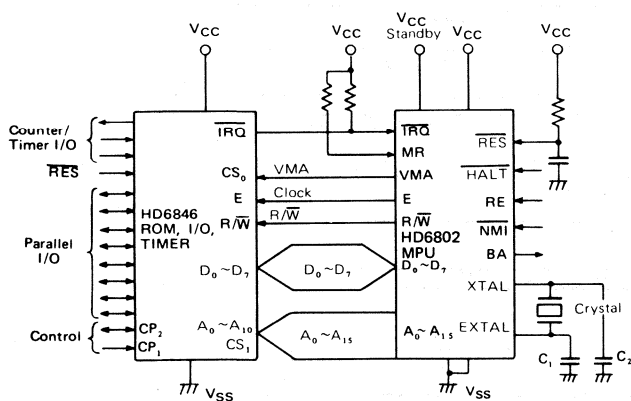 VCC
VCC
VCC
Standby
VCC
VCC
Counter/
Timer I/O
RES
Parallel
I/O
Control
IRQ
CS0
E
R/W
HD6846
ROM, I/O,
TIMER
D0~D7
A0~A10
CS1
CP2
CP1
VSS
VMA
Clock
R/W
D0~D7
A0~A15
IRQ
MR
VMA
E
R/W
HD6802
MPU
D0~D7
A0~A15
RES
HALT
RE
NMI
BA
XTAL
EXTAL
VSS
Crystal
C1
C2